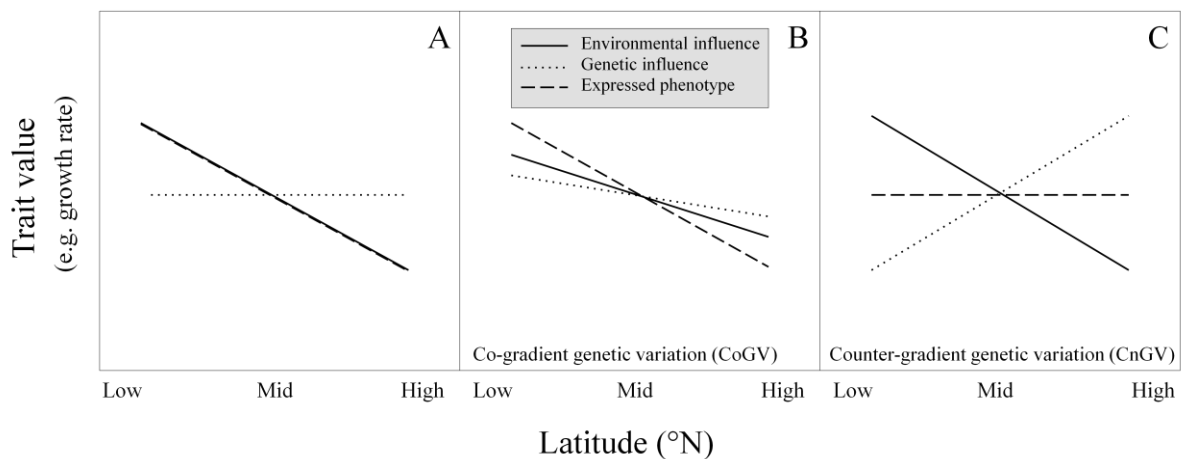 A
B
C
Environmental influence
Genetic influence
Expressed phenotype
Trait value
(e.g. growth rate)
Co-gradient genetic variation (CoGV)
Counter-gradient genetic variation (CnGV)
Low Mid High Low Mid High Low Mid High
Latitude (°N)